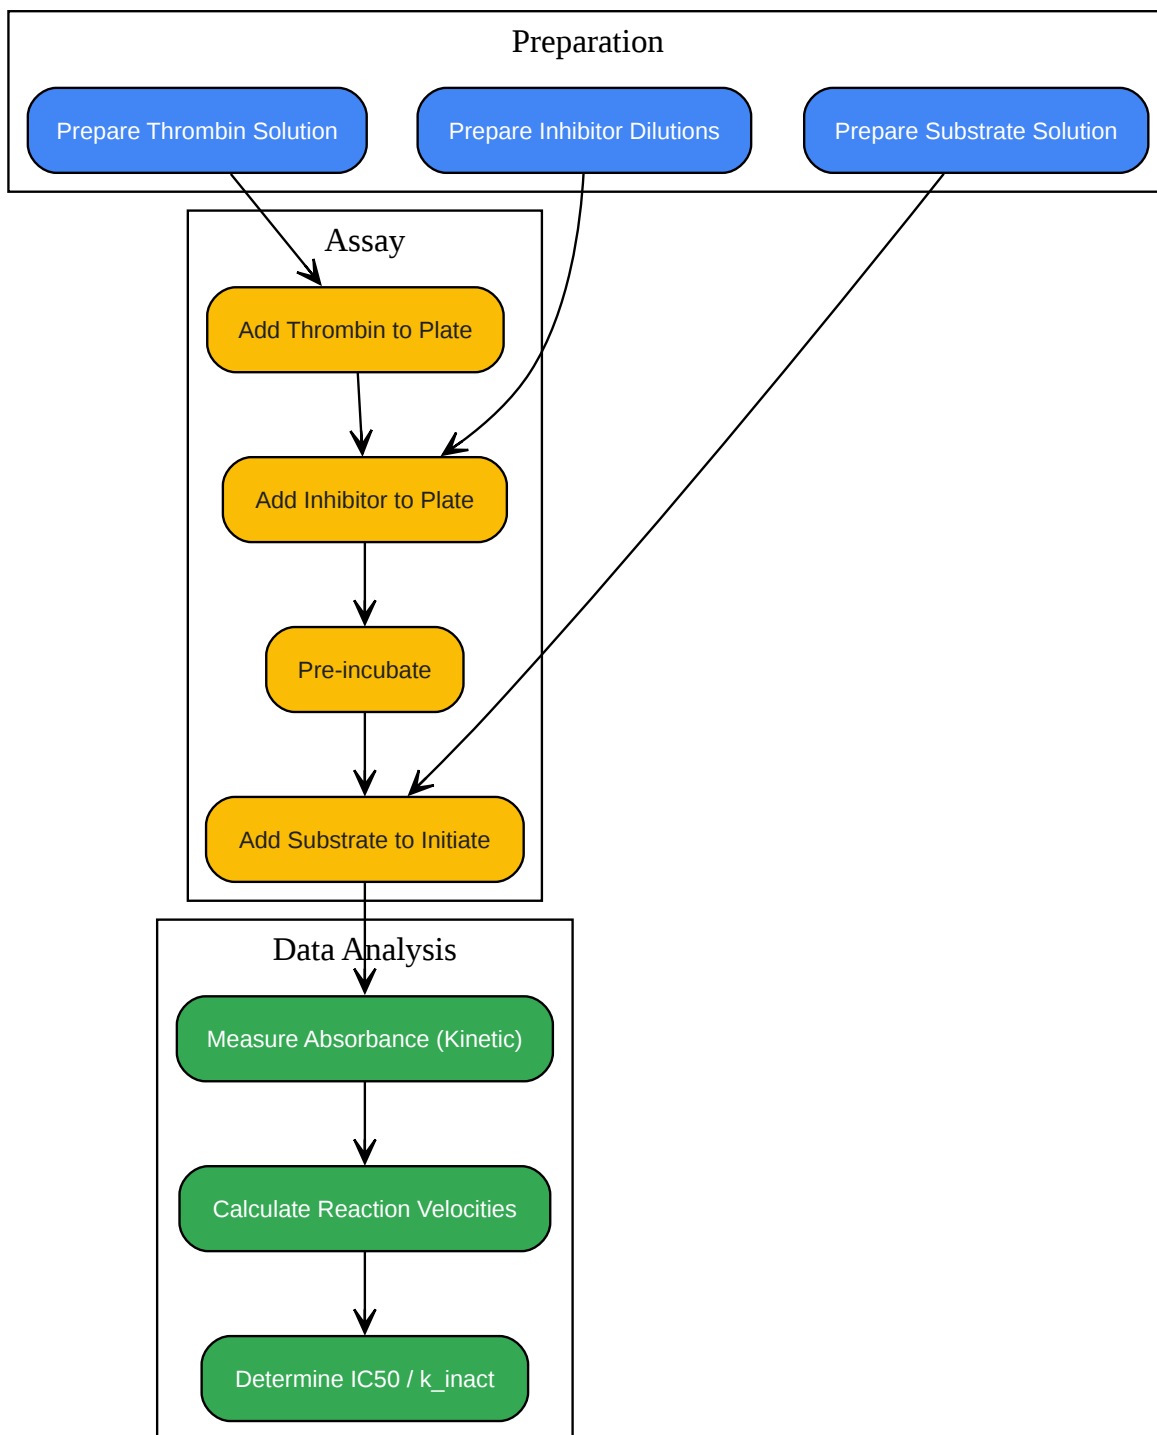 Preparation
Prepare Thrombin Solution
Prepare Inhibitor Dilutions
Prepare Substrate Solution
Assay
Add Thrombin to Plate
Add Inhibitor to Plate
Pre-incubate
Add Substrate to Initiate
Data Analysis
Measure Absorbance (Kinetic)
Calculate Reaction Velocities
Determine IC50 / k_inact